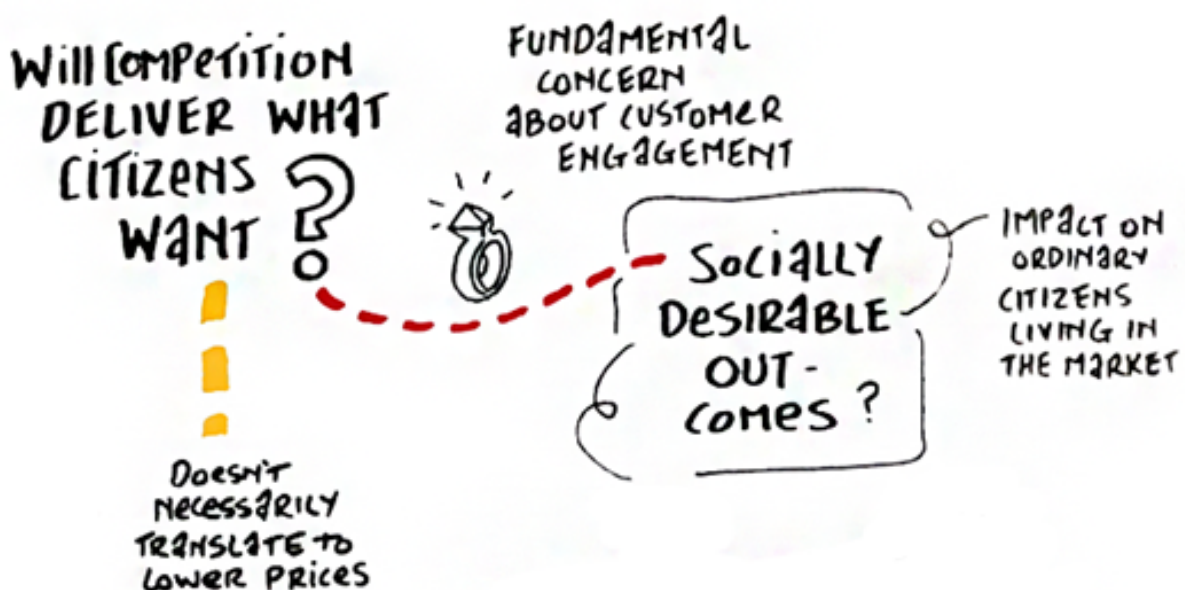 Will COMPETITION
DELIVER WHAT
CITIZENS
WANT ?
DOESN'T
NECESSARILY
TRANSLATE TO
LOWER PRICES
FUNDAMENTAL
CONCERN
ABOUT CUSTOMER
ENGAGEMENT
SOCIALLY
DESIRABLE
OUT-
COMES ?
IMPACT ON
ORDINARY
CITIZENS
LIVING IN
THE MARKET